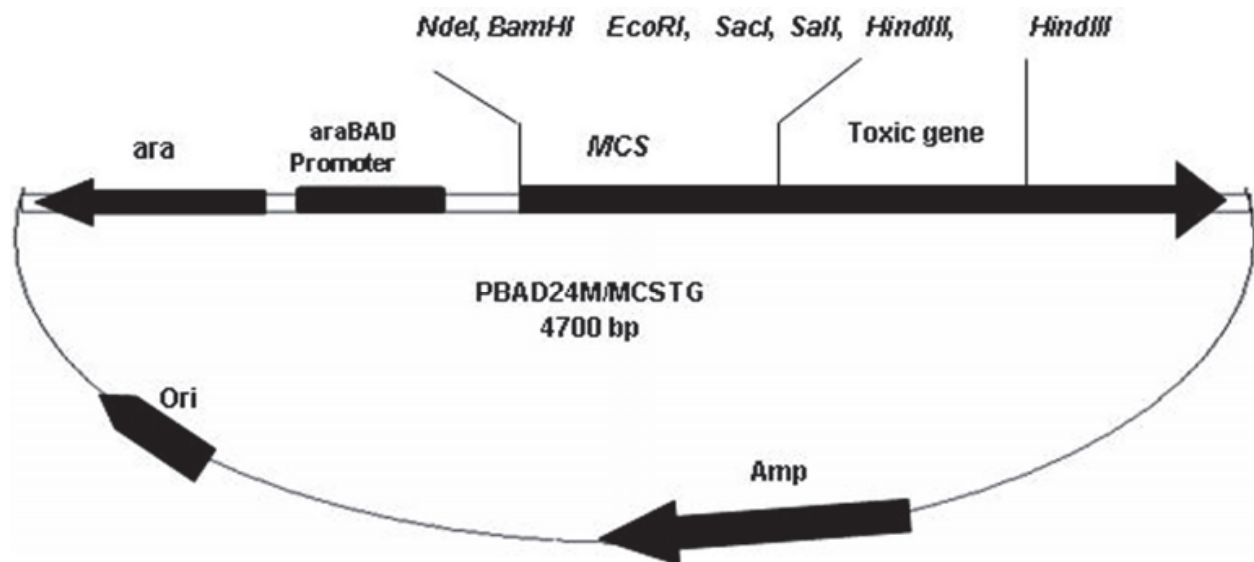 NdeI, BamHI EcoRI, SacI, SalI, HindIII, HindIII
araBAD
Promoter
ara
MCS
Toxic gene
PBAD24M/MCSTG
4700 bp
Ori
Amp